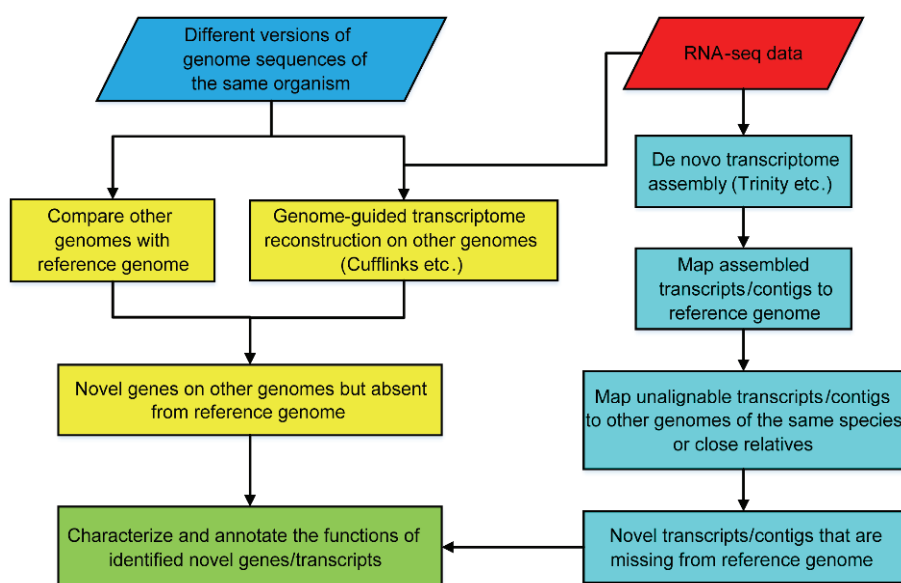 Different versions of
genome sequences of
the same organism
RNA-seq data
De novo transcriptome
assembly (Trinity etc.)
Compare other
genomes with
reference genome
Genome-guided transcriptome
reconstruction on other genomes
(Cufflinks etc.)
Map assembled
transcripts/contigs to
reference genome
Novel genes on other genomes but absent
from reference genome
Map unalignable transcripts/contigs
to other genomes of the same species
or close relatives
Characterize and annotate the functions of
identified novel genes/transcripts
Novel transcripts/contigs that are
missing from reference genome